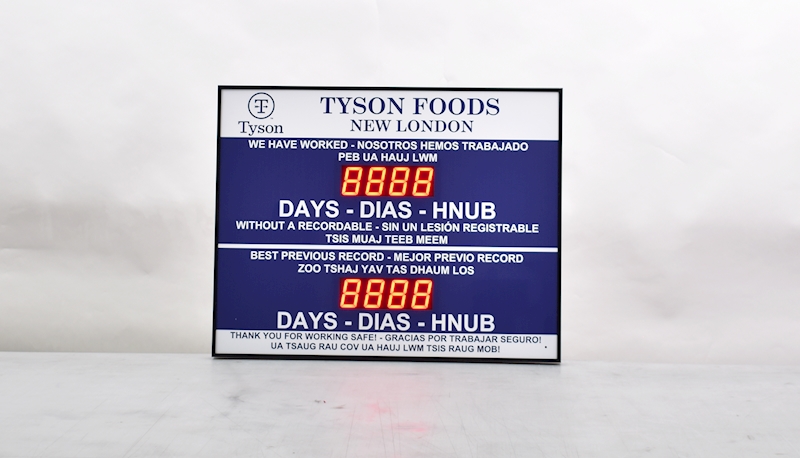 Tyson
TYSON FOODS
NEW LONDON
WE HAVE WORKED - NOSOTROS HEMOS TRABAJADO
PEB UA HAUJ LWM
8888
DAYS - DIAS - HNUB
WITHOUT A RECORDABLE - SIN UN LESIÓN REGISTRABLE
TSIS MUAJ TEEB MEEM
BEST PREVIOUS RECORD - MEJOR PREVIO RECORD
ZOO TSHAJ YAV TAS DHAUM LOS
8888
DAYS - DIAS - HNUB
THANK YOU FOR WORKING SAFE! - GRACIAS POR TRABAJAR SEGURO!
UA TSAUG RAU COV UA HAUJ LWM TSIS RAUG MOB!